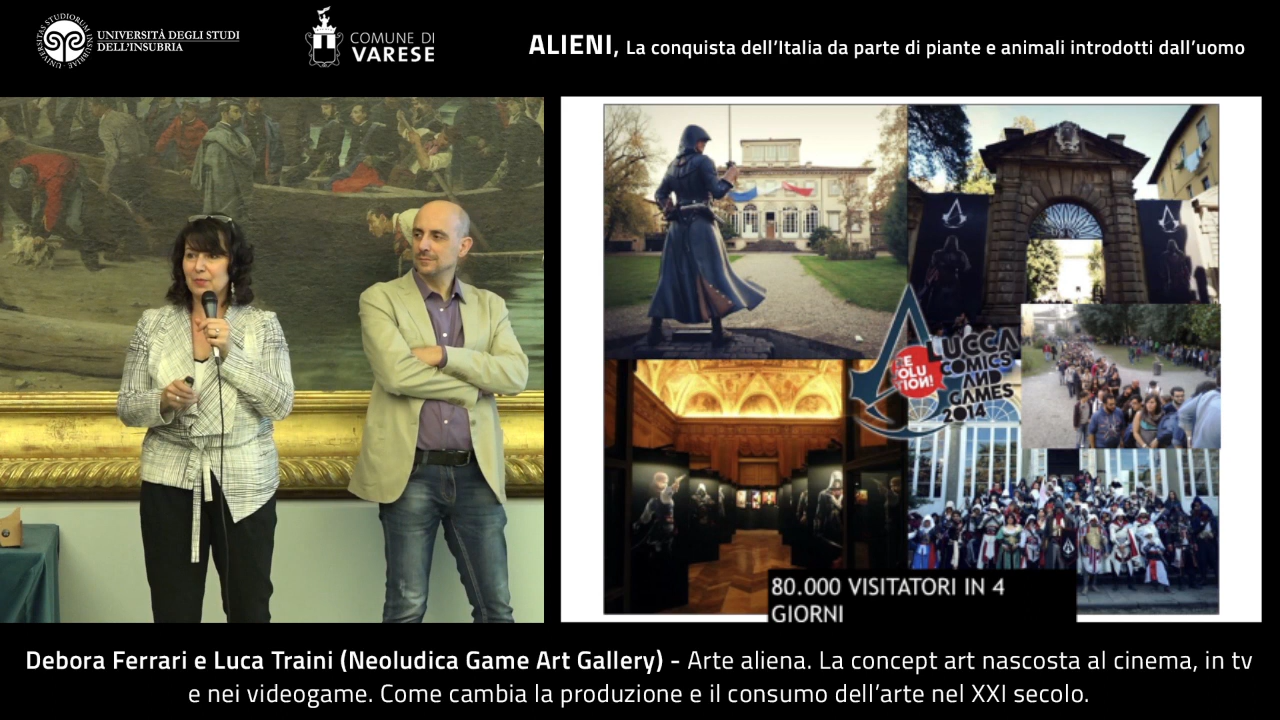 UNIVERSITÀ DEGLI STUDI
DELL'INSUBRIA
COMUNE DI
VARESE
ALIENI, La conquista dell'Italia da parte di piante e animali introdotti dall'uomo
RE
VOLU
TION!
LUCCA
COMICS
AND
GAMES
2014
80.000 VISITATORI IN 4
GIORNI
Debora Ferrari e Luca Traini (Neoludica Game Art Gallery) - Arte aliena. La concept art nascosta al cinema, in tv
e nei videogame. Come cambia la produzione e il consumo dell'arte nel XXI secolo.